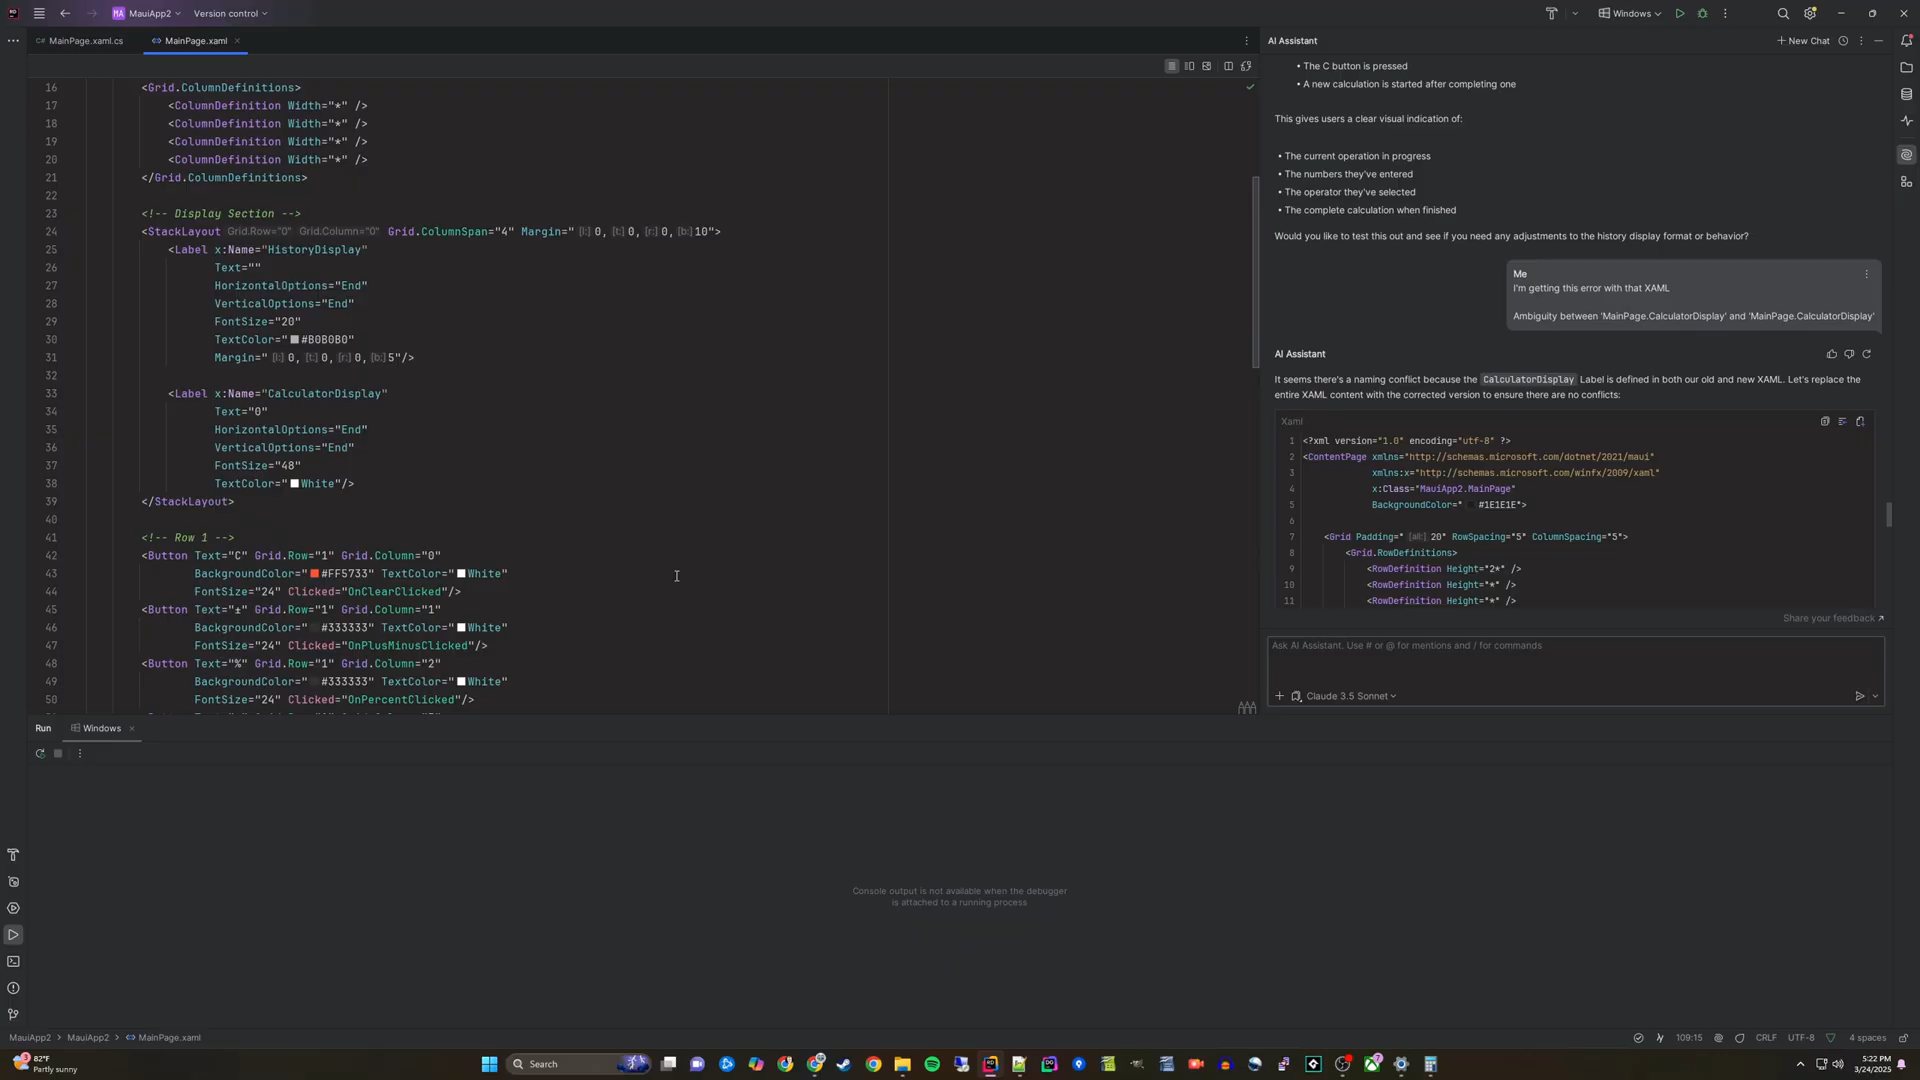 MA MauiApp2
Version control
Windows
C# MainPage.xaml.cs
MainPage.xaml
16 <Grid.ColumnDefinitions>
17 <ColumnDefinition Width="*" />
18 <ColumnDefinition Width="*" />
19 <ColumnDefinition Width="*" />
20 <ColumnDefinition Width="*" />
21 </Grid.ColumnDefinitions>
22
23 <!-- Display Section -->
24 <StackLayout Grid.Row="0" Grid.Column="0" Grid.ColumnSpan="4" Margin="[l:]0,[t:]0,[r:]0,[b:]10">
25 <Label x:Name="HistoryDisplay"
26 Text=""
27 HorizontalOptions="End"
28 VerticalOptions="End"
29 FontSize="20"
30 TextColor="#B0B0B0"
31 Margin="[l:]0,[t:]0,[r:]0,[b:]5"/>
32
33 <Label x:Name="CalculatorDisplay"
34 Text="0"
35 HorizontalOptions="End"
36 VerticalOptions="End"
37 FontSize="48"
38 TextColor="White"/>
39 </StackLayout>
40
41 <!-- Row 1 -->
42 <Button Text="C" Grid.Row="1" Grid.Column="0"
43 BackgroundColor="#FF5733" TextColor="White"
44 FontSize="24" Clicked="OnClearClicked"/>
45 <Button Text="±" Grid.Row="1" Grid.Column="1"
46 BackgroundColor="#333333" TextColor="White"
47 FontSize="24" Clicked="OnPlusMinusClicked"/>
48 <Button Text="%" Grid.Row="1" Grid.Column="2"
49 BackgroundColor="#333333" TextColor="White"
50 FontSize="24" Clicked="OnPercentClicked"/>
AI Assistant
New Chat
• The C button is pressed
• A new calculation is started after completing one
This gives users a clear visual indication of:
• The current operation in progress
• The numbers they've entered
• The operator they've selected
• The complete calculation when finished
Would you like to test this out and see if you need any adjustments to the history display format or behavior?
Me
I'm getting this error with that XAML
Ambiguity between 'MainPage.CalculatorDisplay' and 'MainPage.CalculatorDisplay'
AI Assistant
It seems there's a naming conflict because the CalculatorDisplay Label is defined in both our old and new XAML. Let's replace the
entire XAML content with the corrected version to ensure there are no conflicts:
Xaml
1 <?xml version="1.0" encoding="utf-8" ?>
2 <ContentPage xmlns="http://schemas.microsoft.com/dotnet/2021/maui"
3 xmlns:x="http://schemas.microsoft.com/winfx/2009/xaml"
4 x:Class="MauiApp2.MainPage"
5 BackgroundColor="#1E1E1E">
6
7 <Grid Padding="[all:]20" RowSpacing="5" ColumnSpacing="5">
8 <Grid.RowDefinitions>
9 <RowDefinition Height="2*" />
10 <RowDefinition Height="*" />
11 <RowDefinition Height="*" />
Share your feedback ↗
Ask AI Assistant. Use # or @ for mentions and / for commands
Claude 3.5 Sonnet
Run
Windows
Console output is not available when the debugger
is attached to a running process
MauiApp2 > MauiApp2 > MainPage.xaml
109:15
CRLF
UTF-8
4 spaces
82°F
Partly sunny
Search
5:22 PM
3/24/2025